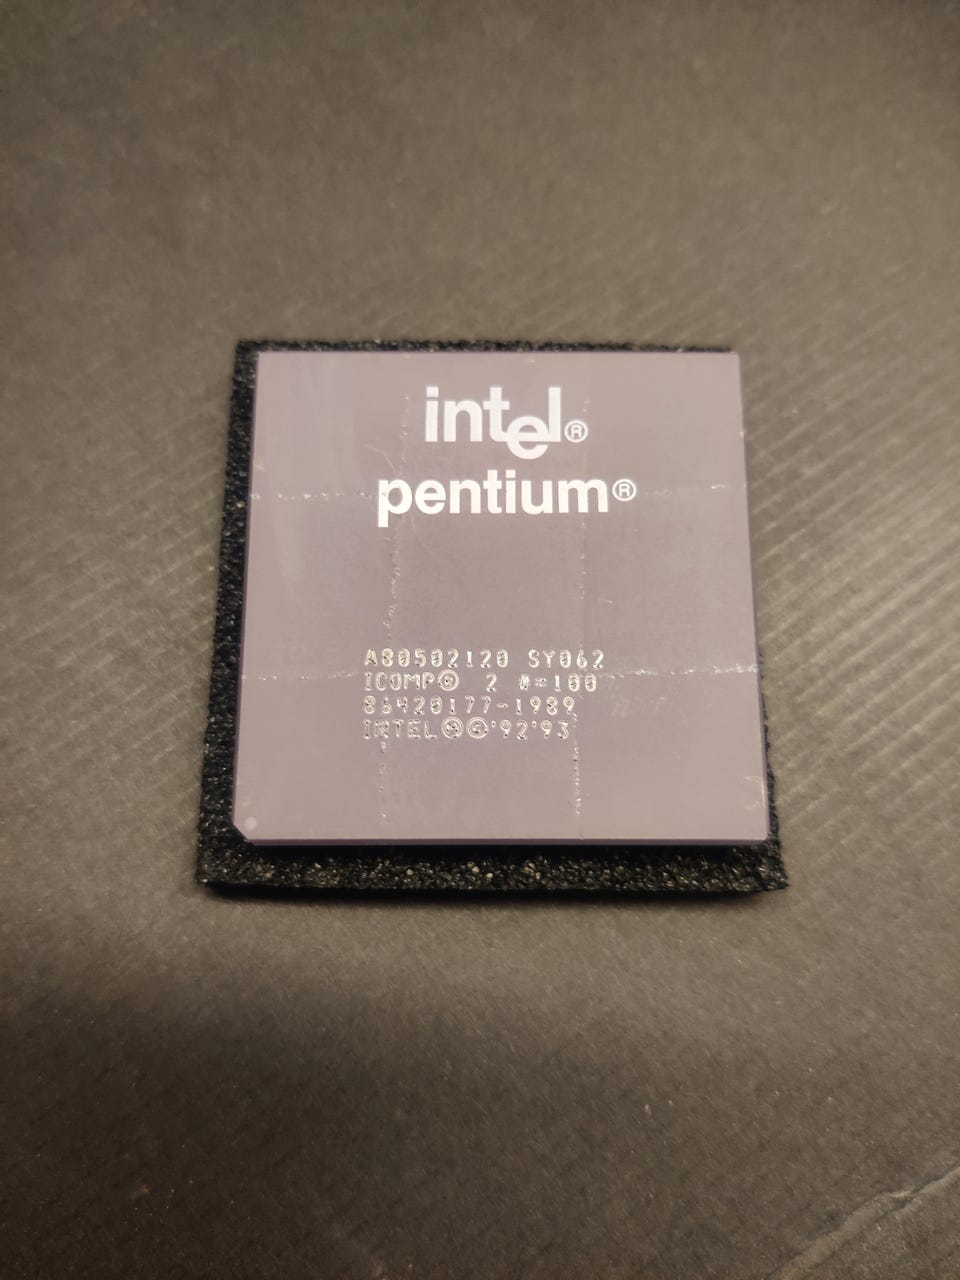 intel®
pentium®
A80502120 SY062
ICOMP® 2 #=100
86420177-1989
INTEL Ⓜ©'92'93